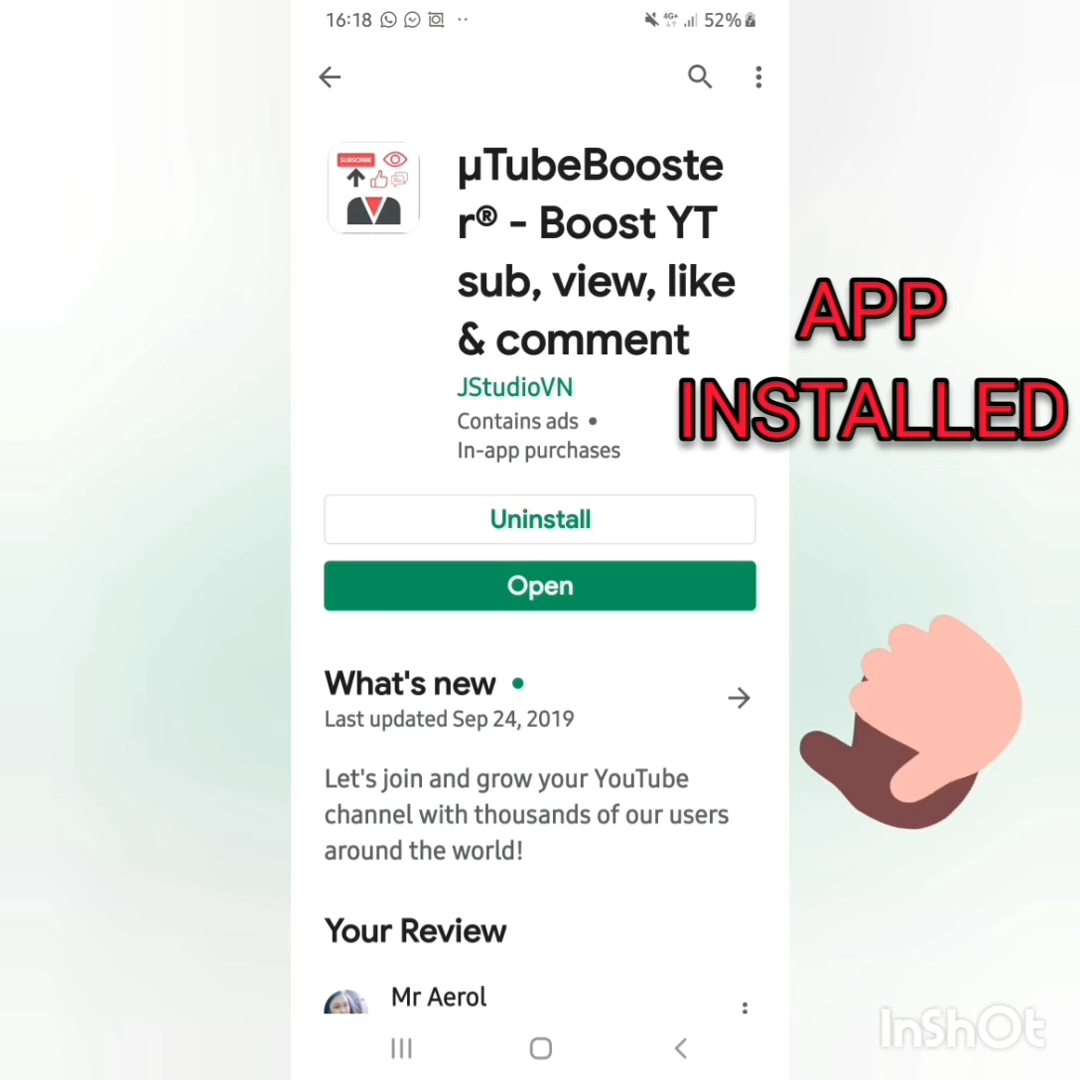 16:18
4G+
52%
SUBSCRIBE
µTubeBooste
r® - Boost YT
sub, view, like
& comment
JStudioVN
Contains ads •
In-app purchases
APP
INSTALLED
Uninstall
Open
What's new
Last updated Sep 24, 2019
Let's join and grow your YouTube
channel with thousands of our users
around the world!
Your Review
Mr Aerol
InShOt